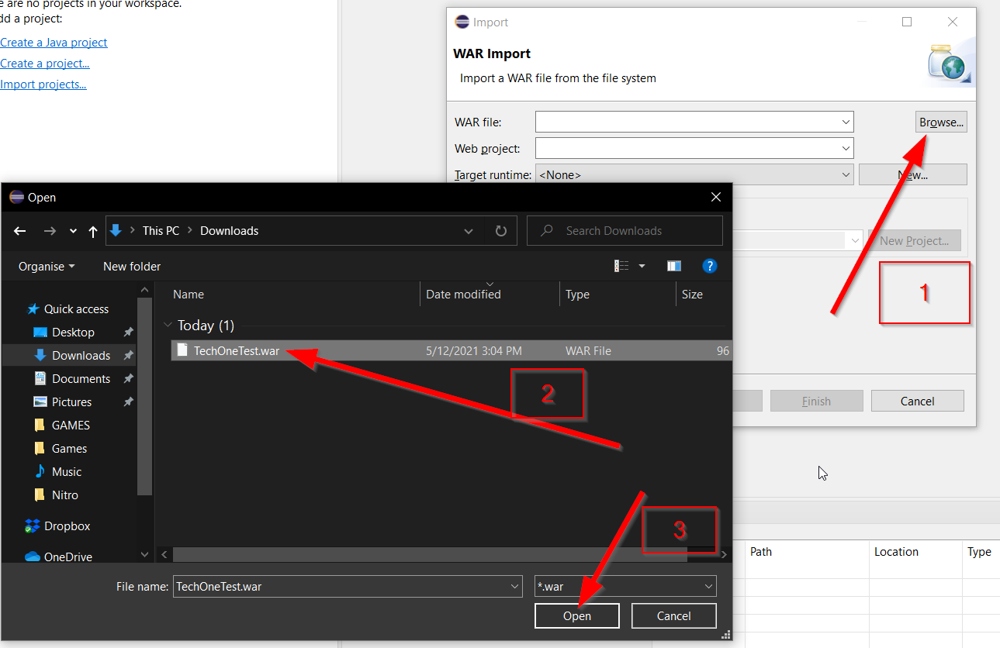 e are no projects in your workspace.
dd a project:
Create a Java project
Create a project...
Import projects...
Import
WAR Import
Import a WAR file from the file system
WAR file:
Browse...
Web project:
Target runtime: <None>
New...
New Project...
1
Finish
Cancel
Open
This PC > Downloads
Search Downloads
Organise
New folder
?
Name
Date modified
Type
Size
Quick access
Desktop
Downloads
Documents
Pictures
GAMES
Games
Music
Nitro
Dropbox
OneDrive
Today (1)
TechOneTest.war 5/12/2021 3:04 PM WAR File 96
2
3
File name: TechOneTest.war
*.war
Open
Cancel
Path
Location
Type